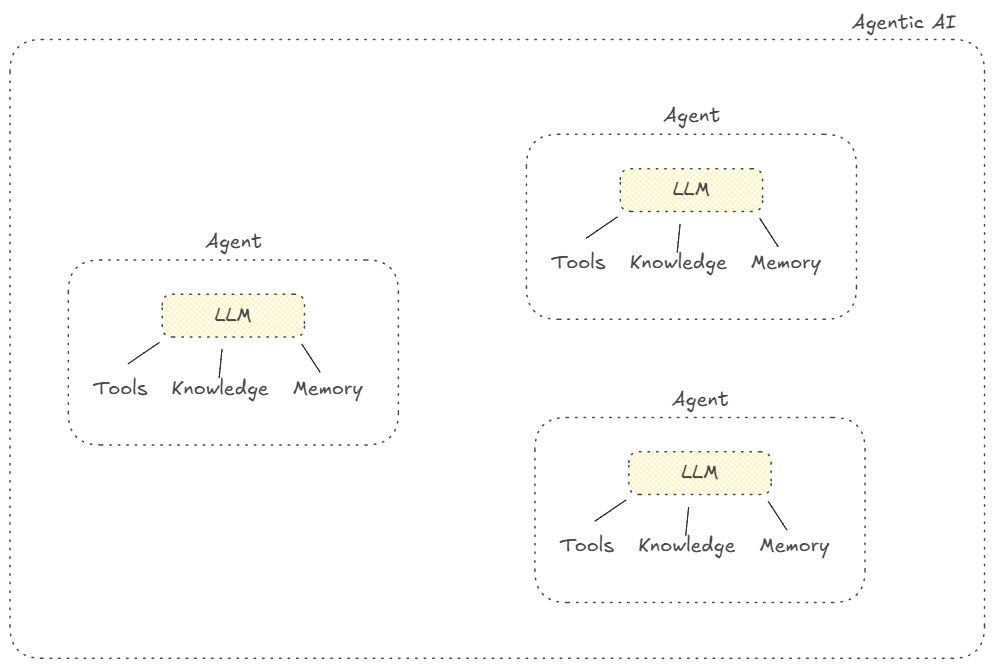 Agentic AI
Agent
LLM
Tools Knowledge Memory
Agent
LLM
Tools Knowledge Memory
Agent
LLM
Tools Knowledge Memory